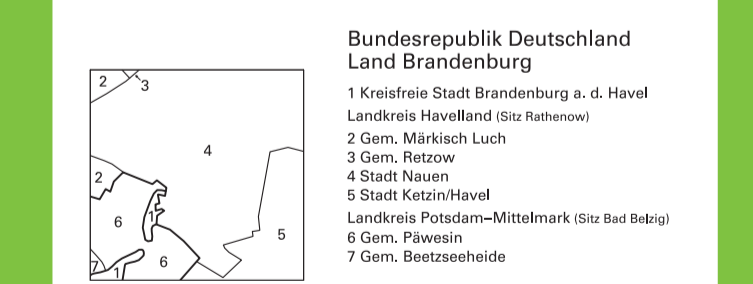 Bundesrepublik Deutschland
Land Brandenburg
1 Kreisfreie Stadt Brandenburg a. d. Havel
Landkreis Havelland (Sitz Rathenow)
2 Gem. Märkisch Luch
3 Gem. Retzow
4 Stadt Nauen
5 Stadt Ketzin/Havel
Landkreis Potsdam–Mittelmark (Sitz Bad Belzig)
6 Gem. Päwesin
7 Gem. Beetzseeheide
2
3
4
2
6
1
5
7
1
6